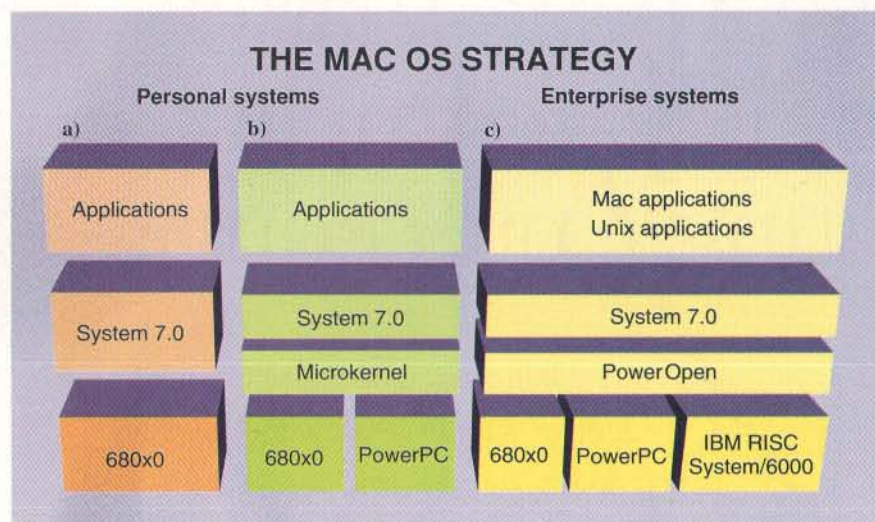 THE MAC OS STRATEGY
Personal systems
Enterprise systems
a)
b)
c)
Applications
Applications
Mac applications
Unix applications
System 7.0
System 7.0
System 7.0
Microkernel
PowerOpen
680x0
680x0
PowerPC
680x0
PowerPC
IBM RISC
System/6000